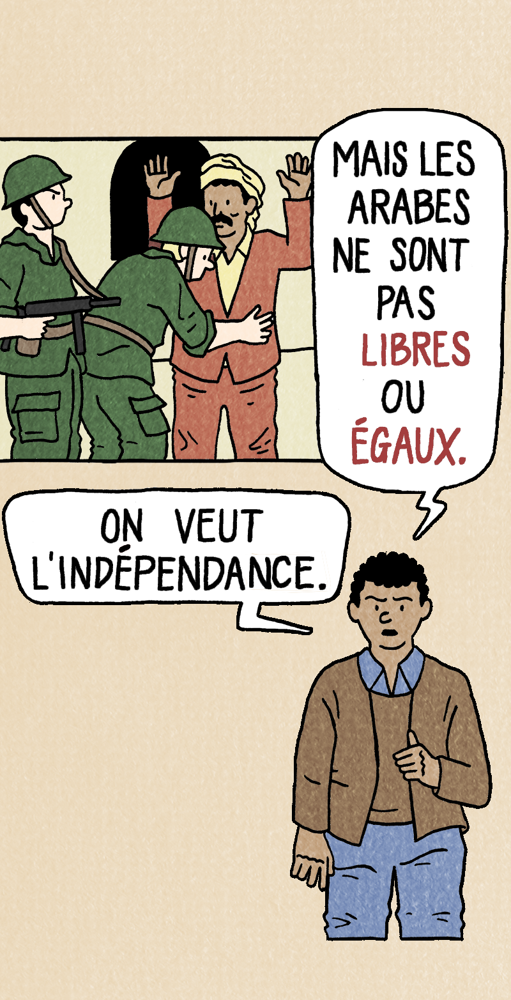 MAIS LES
ARABES
NE SONT
PAS
LIBRES
OU
ÉGAUX.
ON VEUT
L'INDÉPENDANCE.